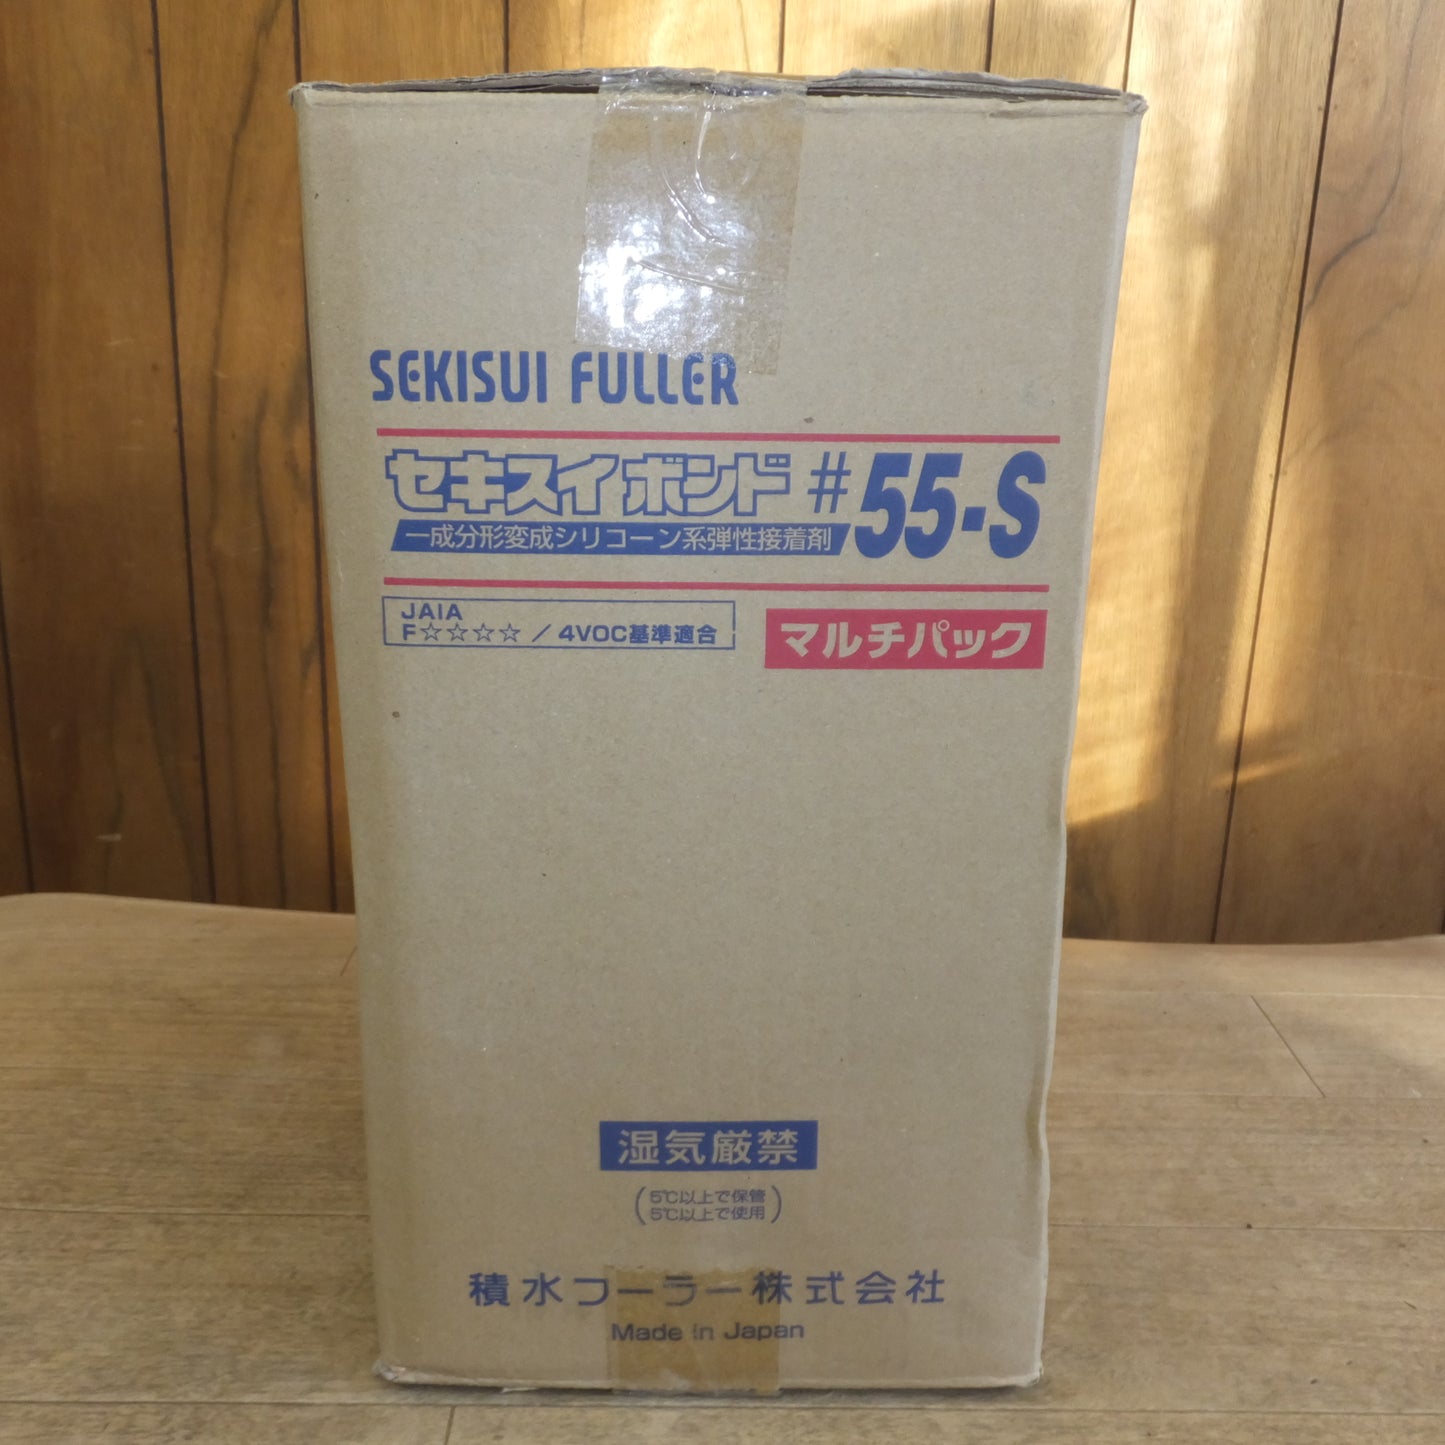 SEKISUI FULLER
セキスイボンド #55-S
一成分形変成シリコーン系弾性接着剤
JAIA
F☆☆☆☆ / 4VOC基準適合
マルチパック
湿気厳禁
(5℃以上で保管
5℃以上で使用)
積水フーラー株式会社
Made in Japan